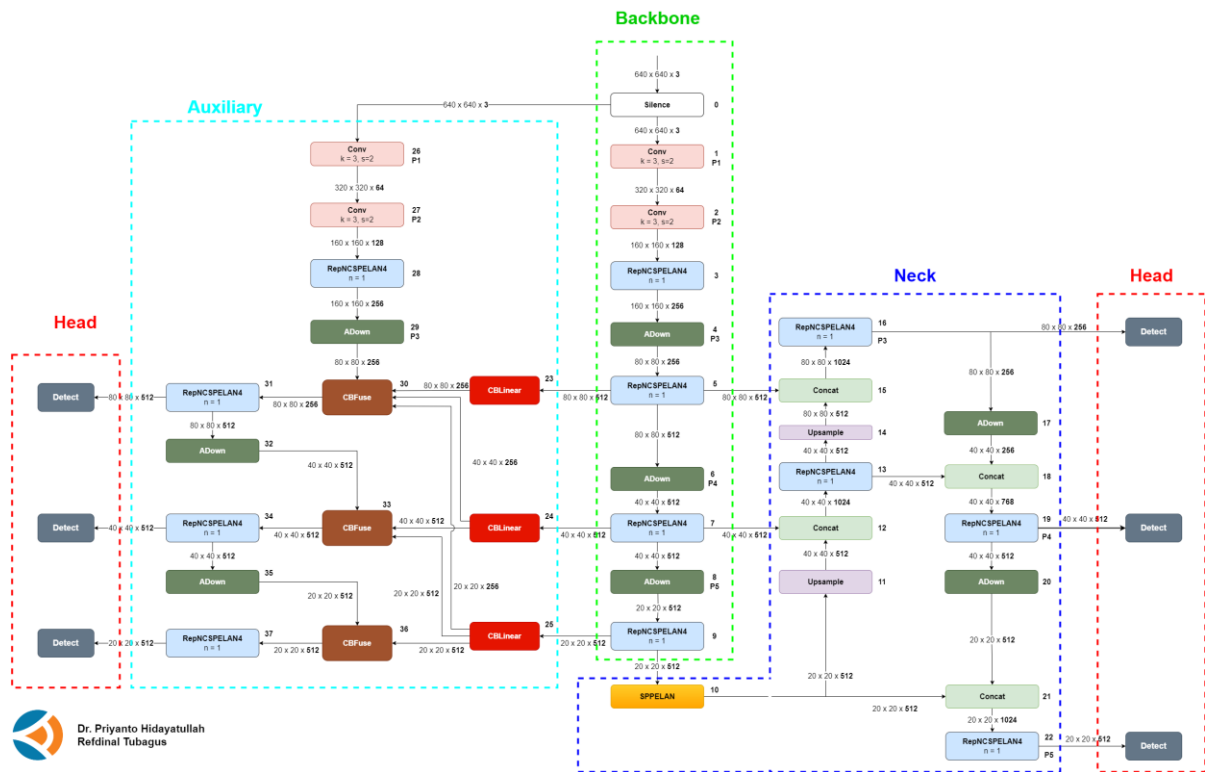 Backbone
640 x 640 x 3
Silence
0
640 x 640 x 3
640 x 640 x 3
Auxiliary
Conv
k = 3, s=2
26
P1
320 x 320 x 64
Conv
k = 3, s=2
27
P2
160 x 160 x 128
RepNCSPELAN4
n = 1
28
160 x 160 x 256
ADown
29
P3
80 x 80 x 256
Conv
k = 3, s=2
1
P1
320 x 320 x 64
Conv
k = 3, s=2
2
P2
160 x 160 x 128
RepNCSPELAN4
n = 1
3
160 x 160 x 256
ADown
4
P3
80 x 80 x 256
Head
Detect
80 x 80 x 512
RepNCSPELAN4
n = 1
31
80 x 80 x 256
CBFuse
30
80 x 80 x 256
CBLinear
23
80 x 80 x 512
RepNCSPELAN4
n = 1
5
80 x 80 x 512
80 x 80 x 512
ADown
32
40 x 40 x 512
40 x 40 x 256
80 x 80 x 512
ADown
6
P4
40 x 40 x 512
Detect
40 x 40 x 512
RepNCSPELAN4
n = 1
34
40 x 40 x 512
CBFuse
33
40 x 40 x 512
CBLinear
24
40 x 40 x 512
RepNCSPELAN4
n = 1
7
40 x 40 x 512
40 x 40 x 512
ADown
35
20 x 20 x 512
20 x 20 x 512
20 x 20 x 256
40 x 40 x 512
ADown
8
P5
20 x 20 x 512
Detect
20 x 20 x 512
RepNCSPELAN4
n = 1
37
20 x 20 x 512
CBFuse
36
20 x 20 x 512
CBLinear
25
20 x 20 x 512
RepNCSPELAN4
n = 1
9
20 x 20 x 512
SPPELAN
10
Neck
RepNCSPELAN4
n = 1
16
P3
80 x 80 x 1024
Concat
15
80 x 80 x 512
Upsample
14
40 x 40 x 512
RepNCSPELAN4
n = 1
13
40 x 40 x 512
40 x 40 x 1024
Concat
12
40 x 40 x 512
Upsample
11
20 x 20 x 512
20 x 20 x 512
80 x 80 x 256
80 x 80 x 256
ADown
17
40 x 40 x 256
Concat
18
40 x 40 x 768
RepNCSPELAN4
n = 1
19
P4
40 x 40 x 512
40 x 40 x 512
ADown
20
20 x 20 x 512
Concat
21
20 x 20 x 1024
RepNCSPELAN4
n = 1
22
P5
20 x 20 x 512
Head
Detect
Detect
Detect
Dr. Priyanto Hidayatullah
Refdinal Tubagus